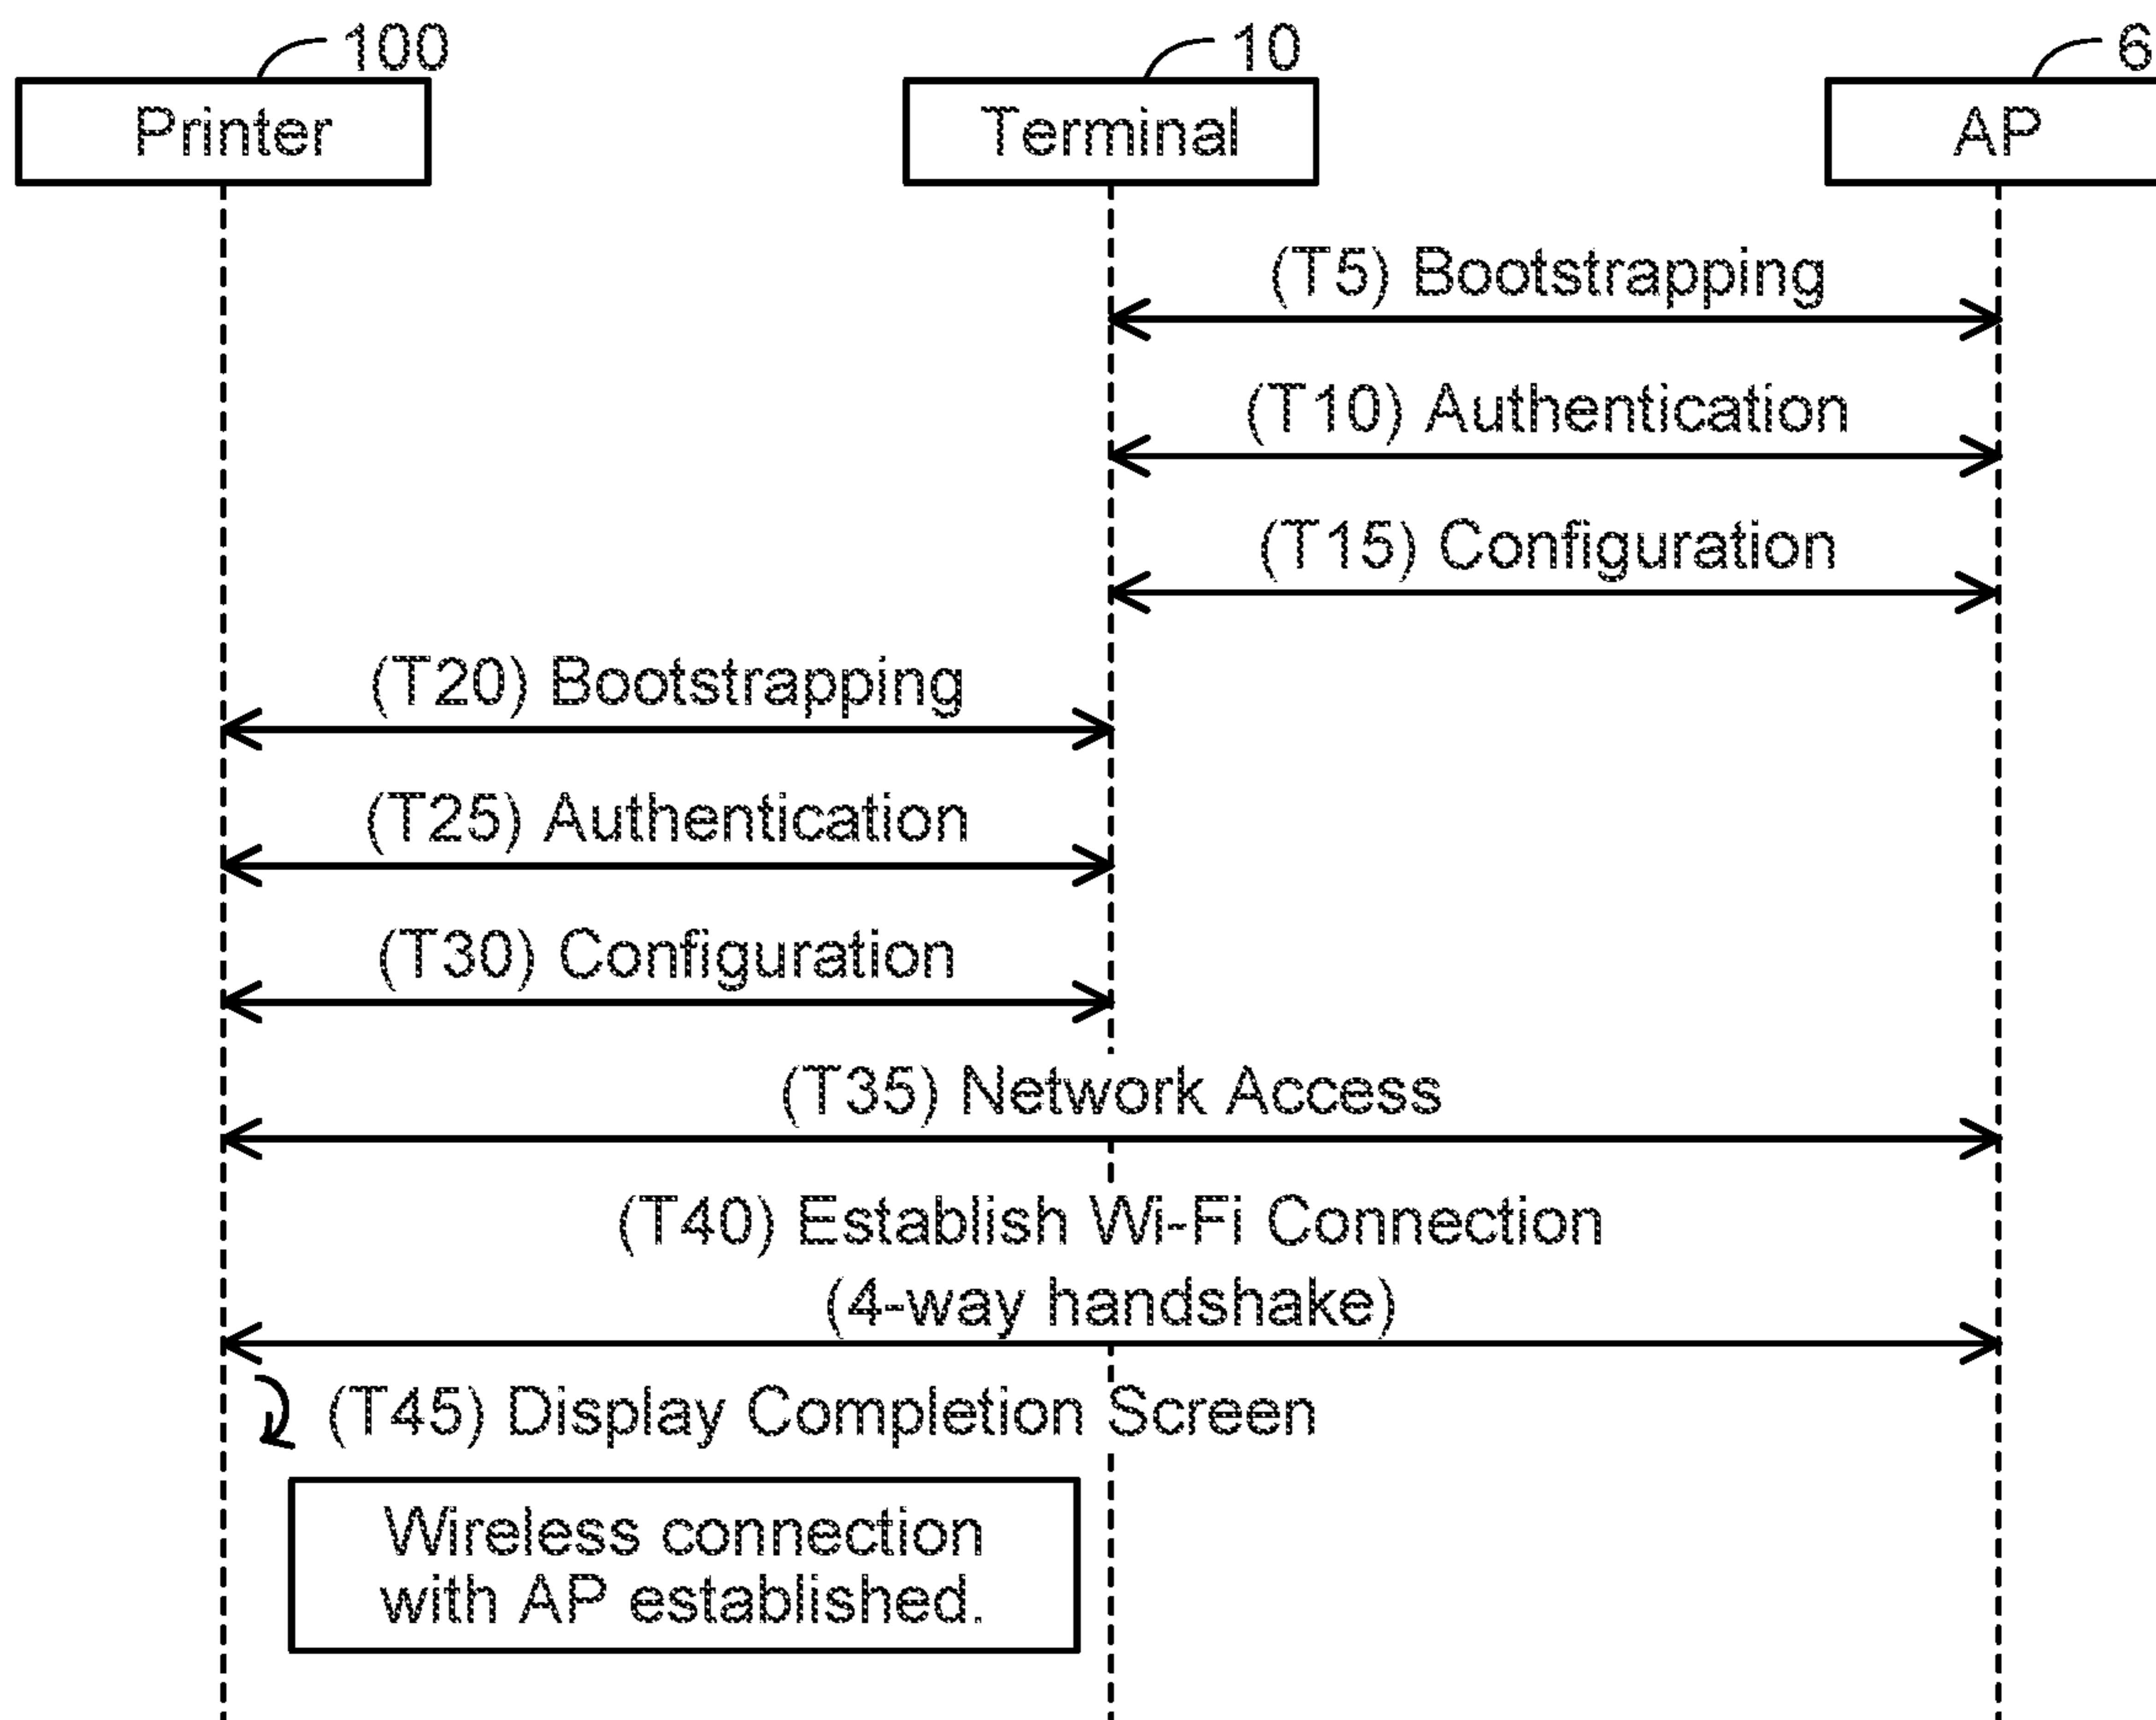 100
10
6
Printer
Terminal
AP
(T5) Bootstrapping
(T10) Authentication
(T15) Configuration
(T20) Bootstrapping
(T25) Authentication
(T30) Configuration
(T35) Network Access
(T40) Establish Wi-Fi Connection
(4-way handshake)
(T45) Display Completion Screen
Wireless connection
with AP established.